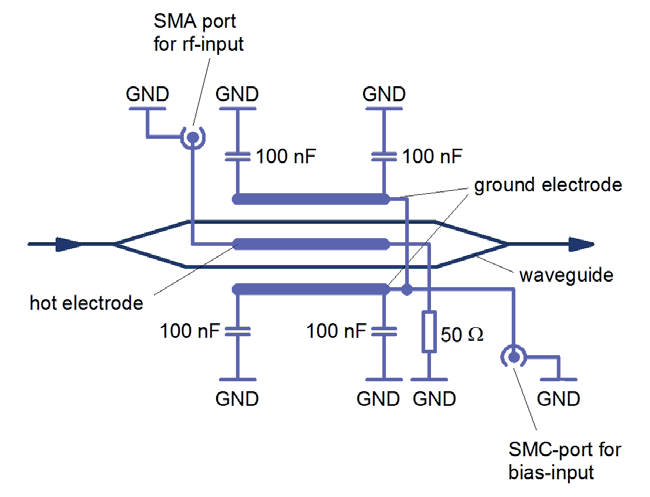 SMA port
for rf-input
GND
GND
GND
100 nF
100 nF
ground electrode
waveguide
hot electrode
100 nF
100 nF
50 Ω
GND
GND
GND
GND
SMC-port for
bias-input